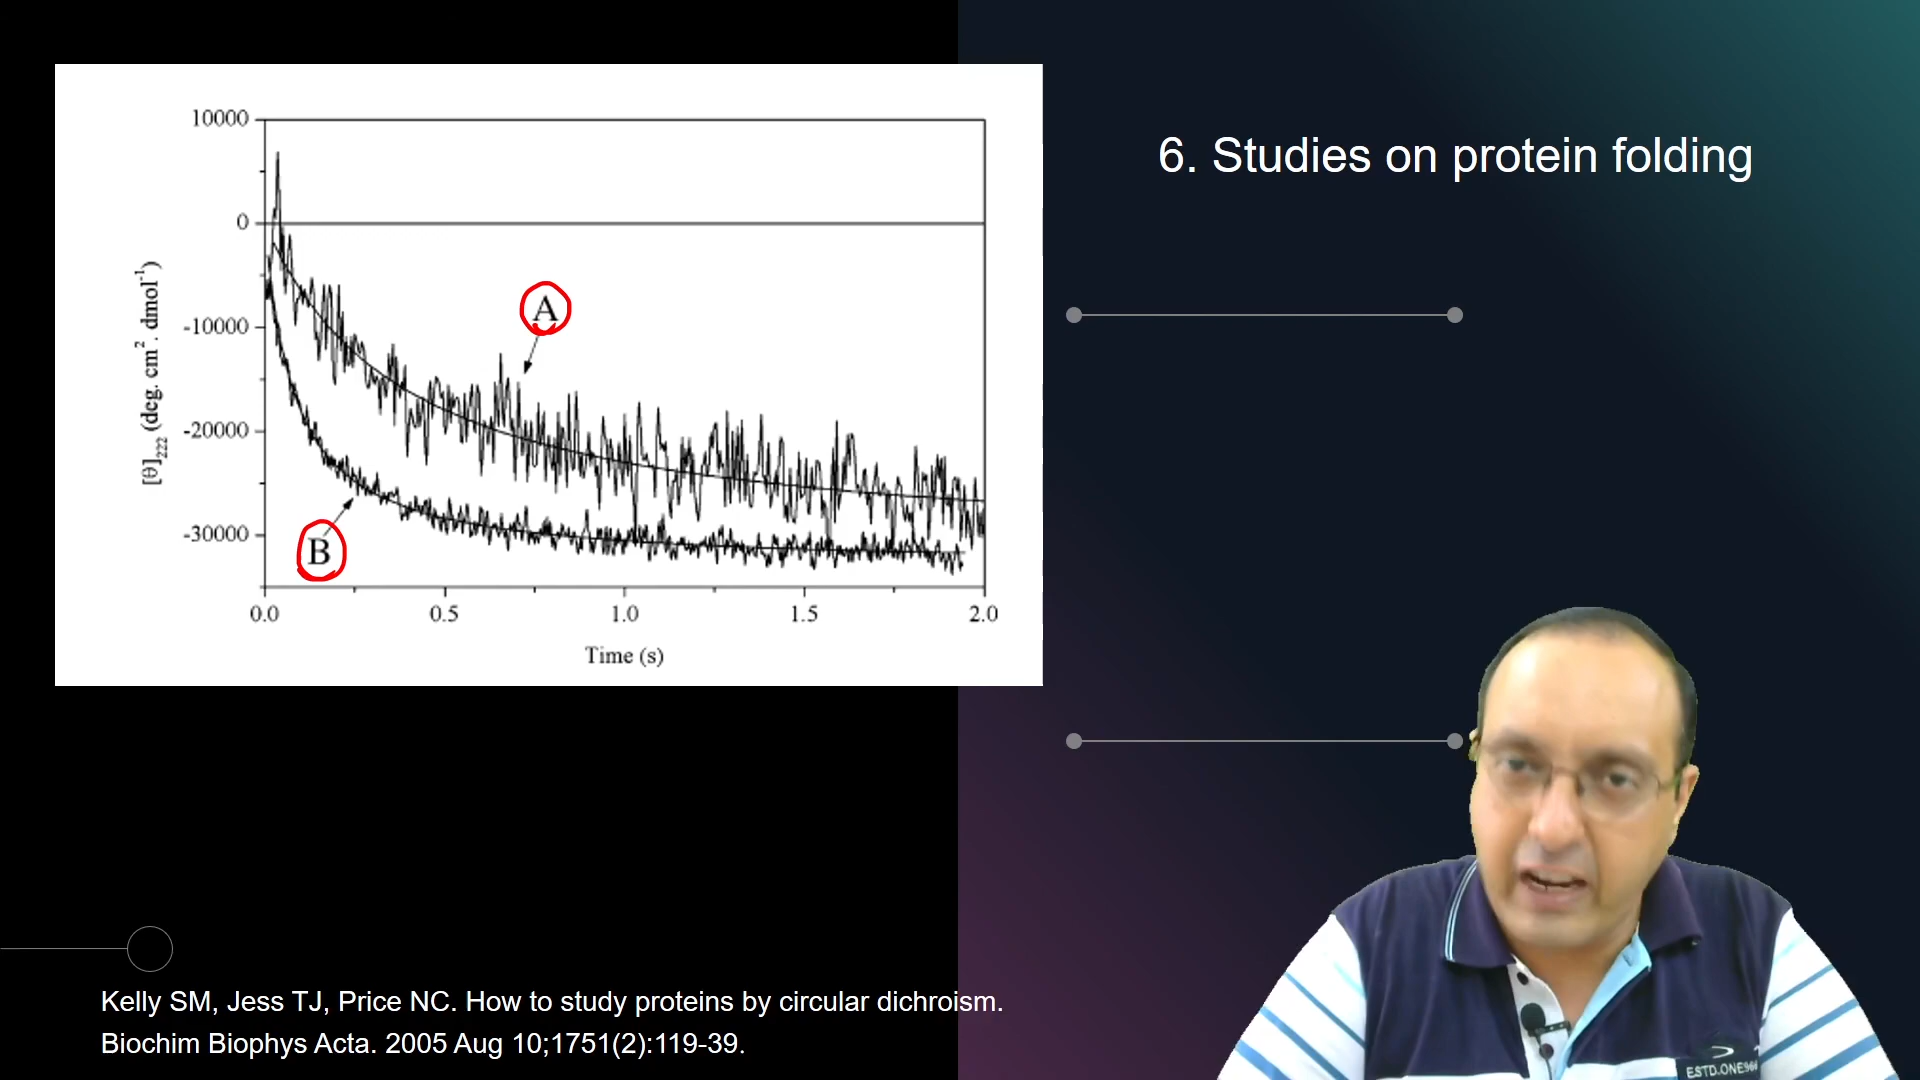 6. Studies on protein folding
10000
0
-10000
-20000
-30000
[θ]222 (deg. cm2. dmol-1)
A
B
0.0 0.5 1.0 1.5 2.0
Time (s)
Kelly SM, Jess TJ, Price NC. How to study proteins by circular dichroism.
Biochim Biophys Acta. 2005 Aug 10;1751(2):119-39.